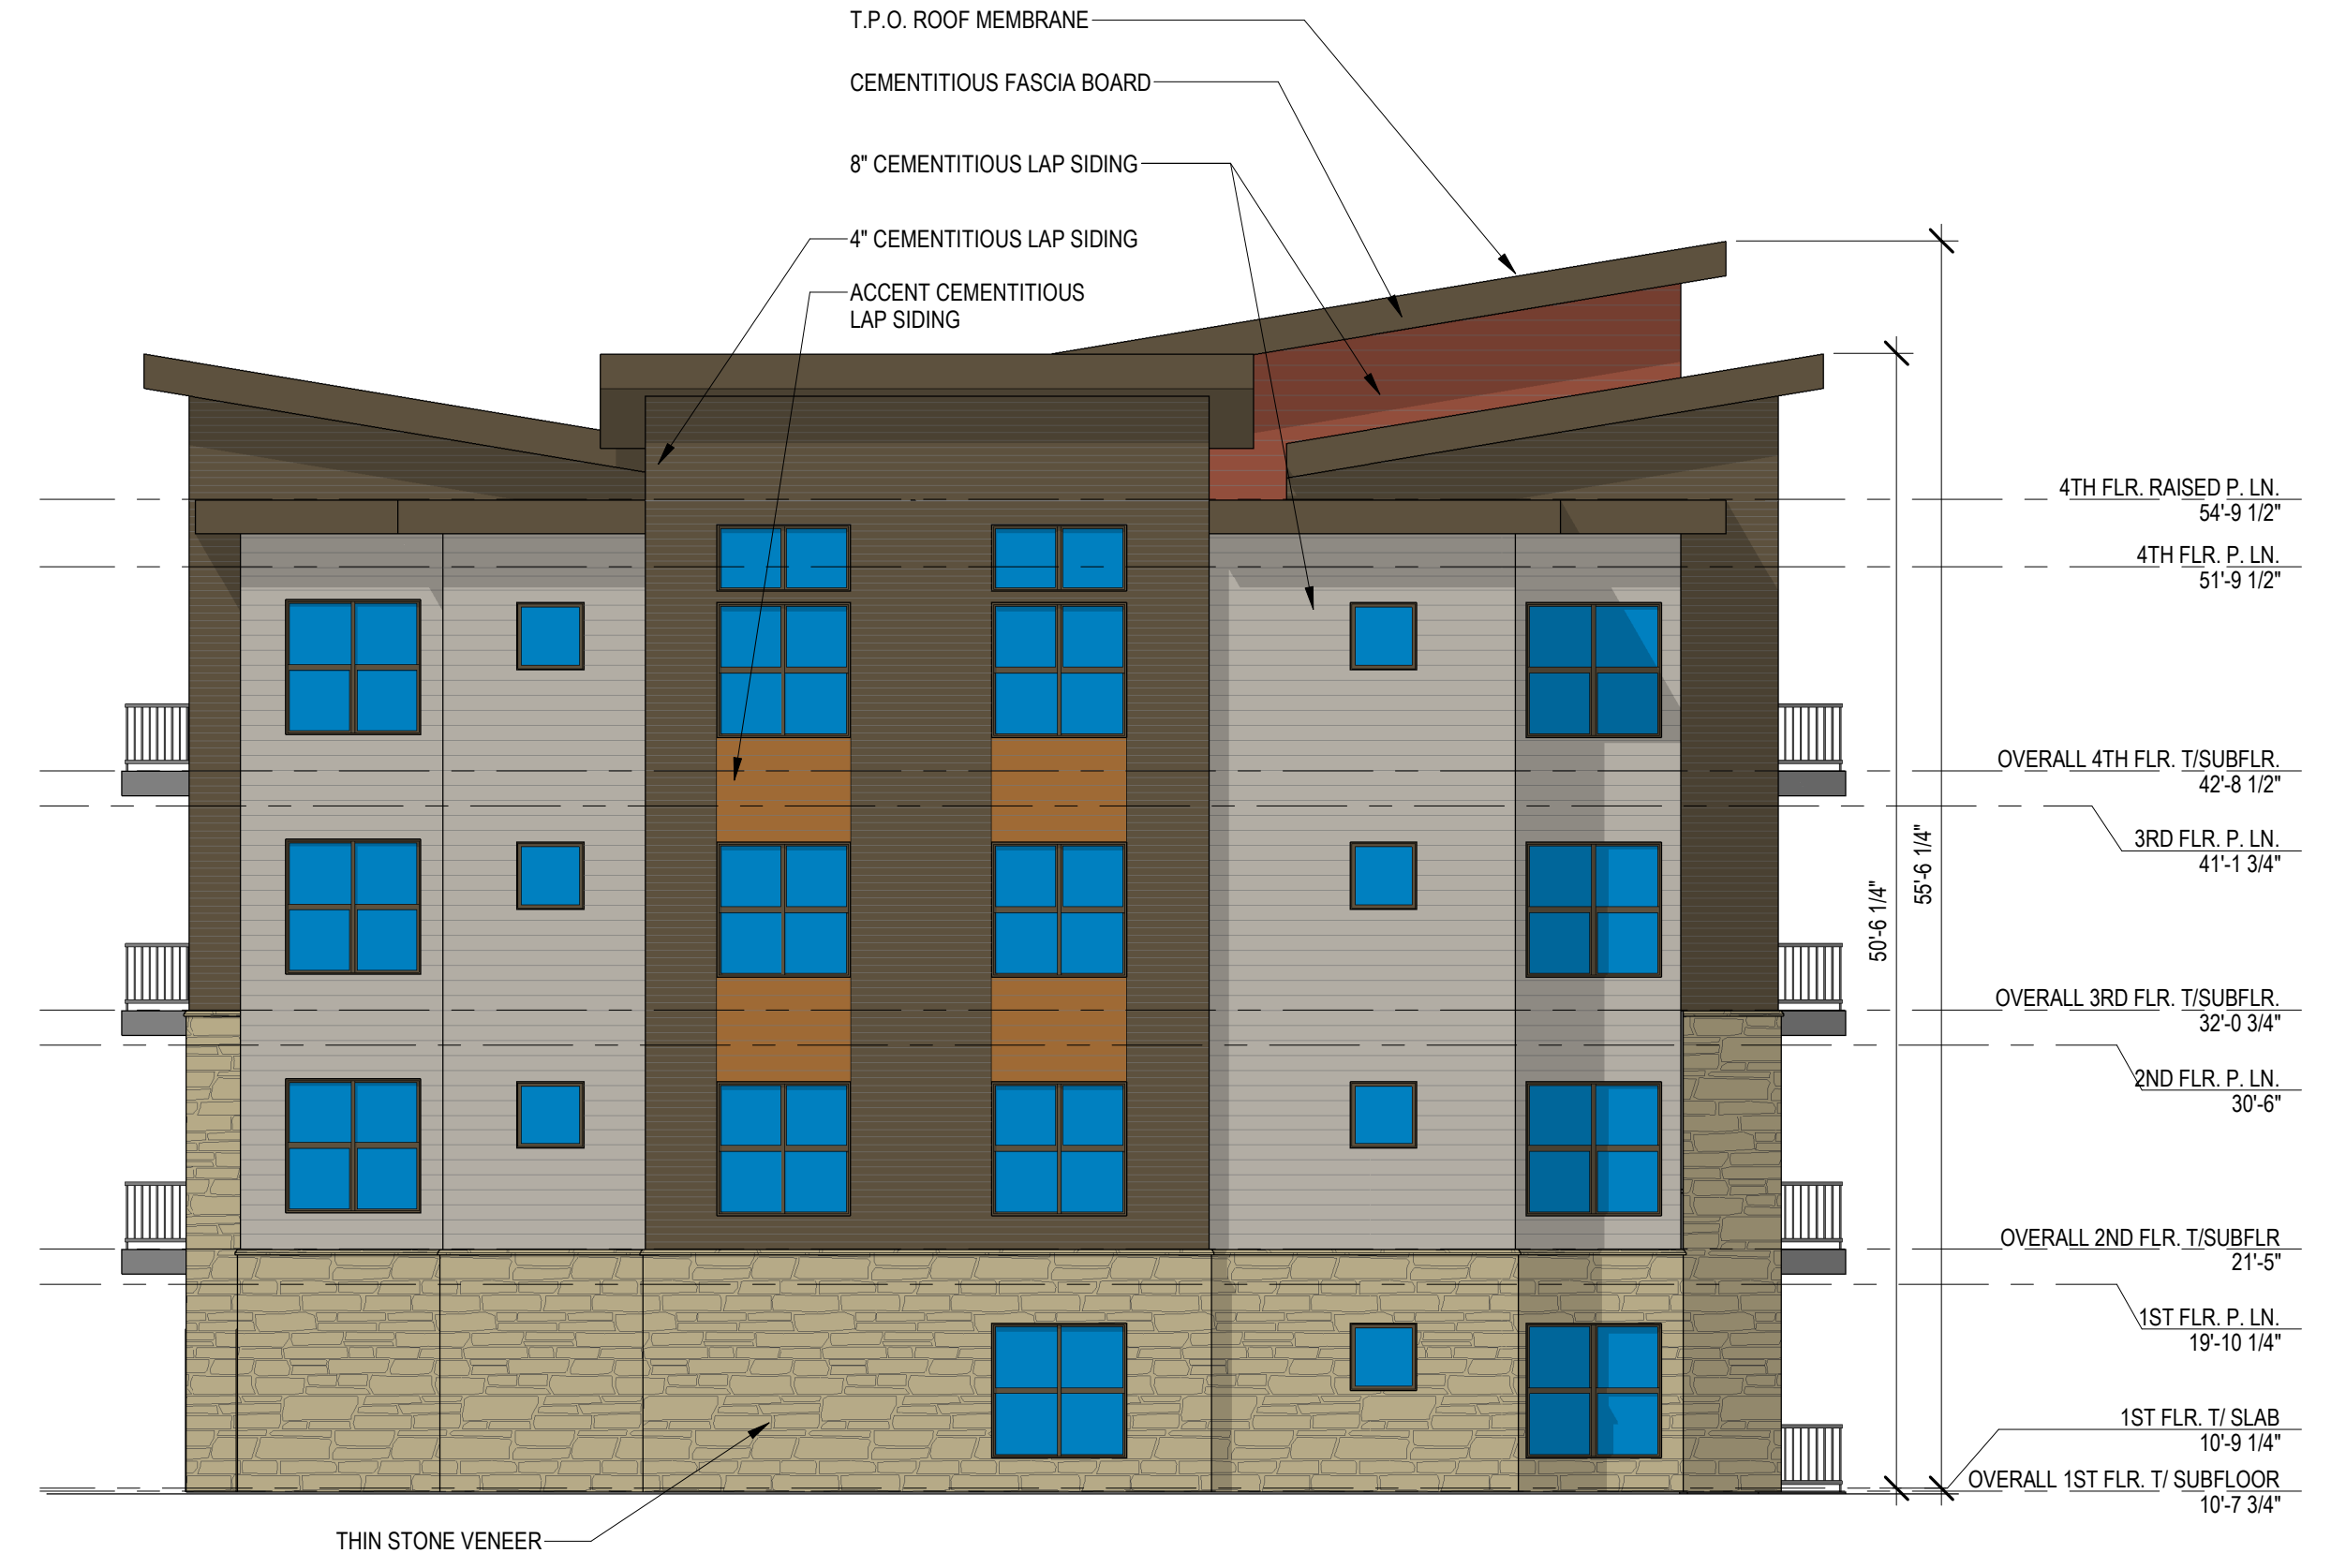 T.P.O. ROOF MEMBRANE
CEMENTITIOUS FASCIA BOARD
8" CEMENTITIOUS LAP SIDING
4" CEMENTITIOUS LAP SIDING
ACCENT CEMENTITIOUS
LAP SIDING
4TH FLR. RAISED P. LN.
54'-9 1/2"
4TH FLR. P. LN.
51'-9 1/2"
OVERALL 4TH FLR. T/SUBFLR.
42'-8 1/2"
3RD FLR. P. LN.
41'-1 3/4"
55'-6 1/4"
50'-6 1/4"
OVERALL 3RD FLR. T/SUBFLR.
32'-0 3/4"
2ND FLR. P. LN.
30'-6"
OVERALL 2ND FLR. T/SUBFLR
21'-5"
1ST FLR. P. LN.
19'-10 1/4"
1ST FLR. T/ SLAB
10'-9 1/4"
OVERALL 1ST FLR. T/ SUBFLOOR
10'-7 3/4"
THIN STONE VENEER